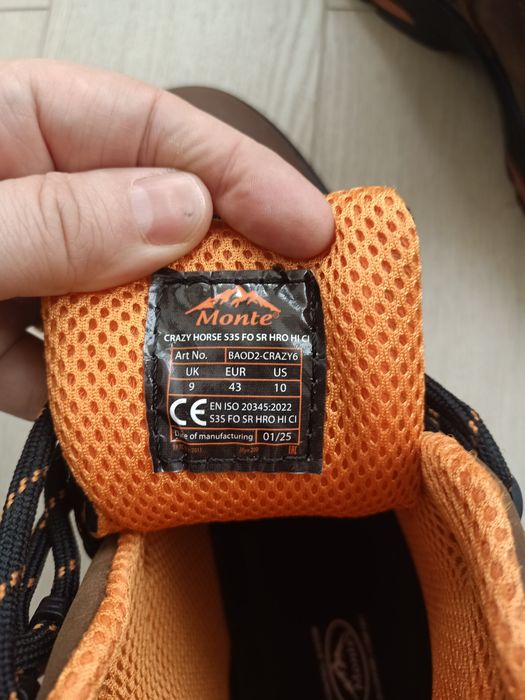 Monte
CRAZY HORSE S3S FO SR HRO HI CI
Art No. BAOD2-CRAZY6
UK EUR US
9 43 10
CE EN ISO 20345:2022
S3S FO SR HRO HI CI
Date of manufacturing 01/25